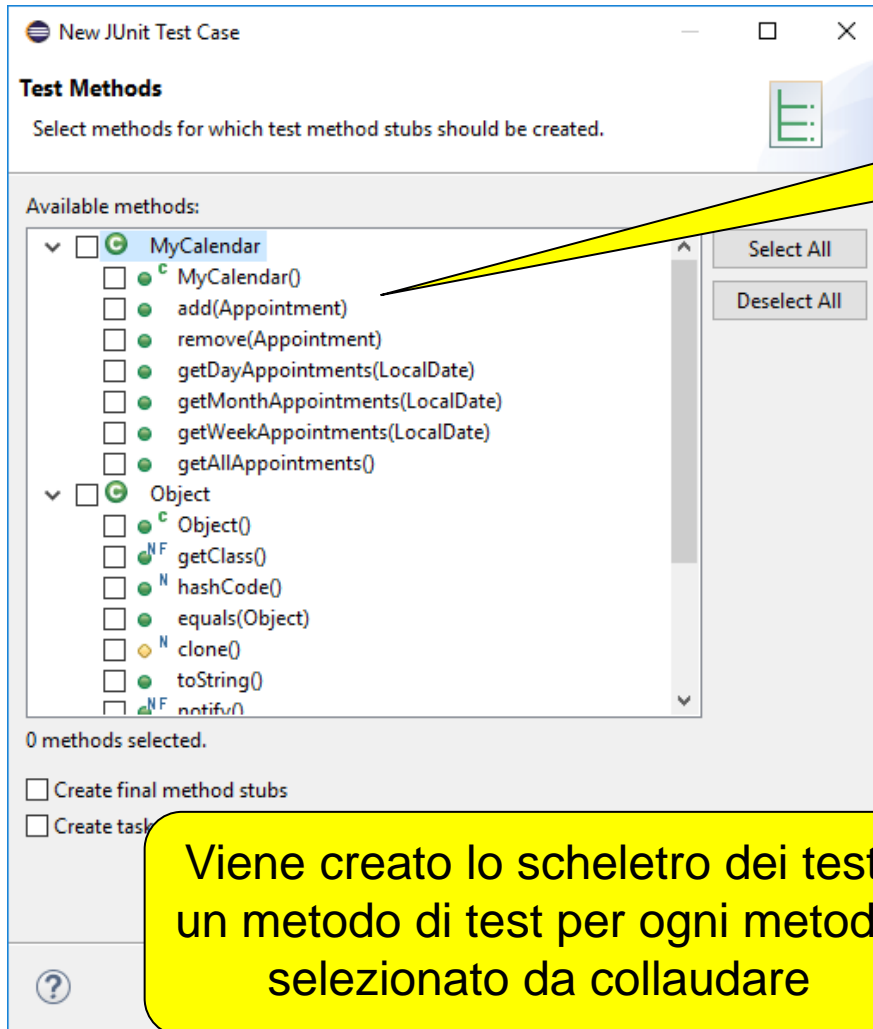 New JUnit Test Case
Test Methods
Select methods for which test method stubs should be created.
Available methods:
MyCalendar
MyCalendar()
add(Appointment)
remove(Appointment)
getDayAppointments(LocalDate)
getMonthAppointments(LocalDate)
getWeekAppointments(LocalDate)
getAllAppointments()
Object
Object()
getClass()
hashCode()
equals(Object)
clone()
toString()
notify()
Select All
Deselect All
0 methods selected.
Create final method stubs
Create task
Viene creato lo scheletro dei test
un metodo di test per ogni metod
selezionato da collaudare